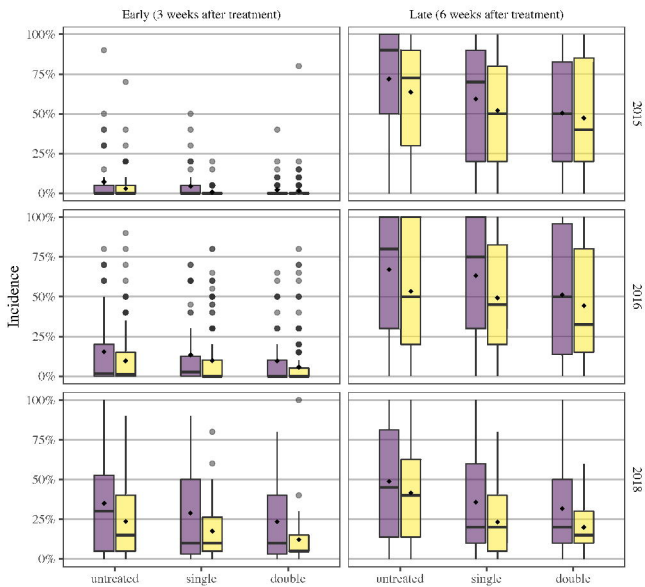 Early (3 weeks after treatment)
Late (6 weeks after treatment)
100%
75%
50%
25%
0%
2015
100%
75%
50%
25%
0%
2016
Incidence
100%
75%
50%
25%
0%
2018
untreated
single
double
untreated
single
double